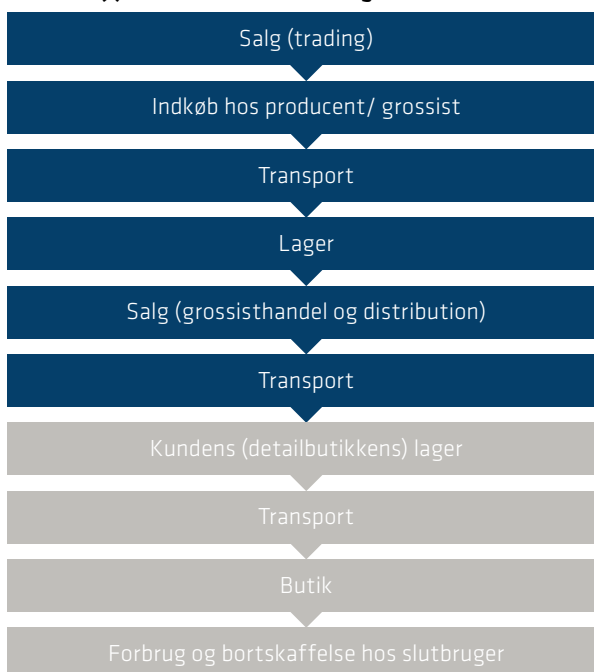 Salg (trading)
Indkøb hos producent/ grossist
Transport
Lager
Salg (grossisthandel og distribution)
Transport
Kundens (detailbutikkens) lager
Transport
Butik
Forbrug og bortskaffelse hos slutbruger